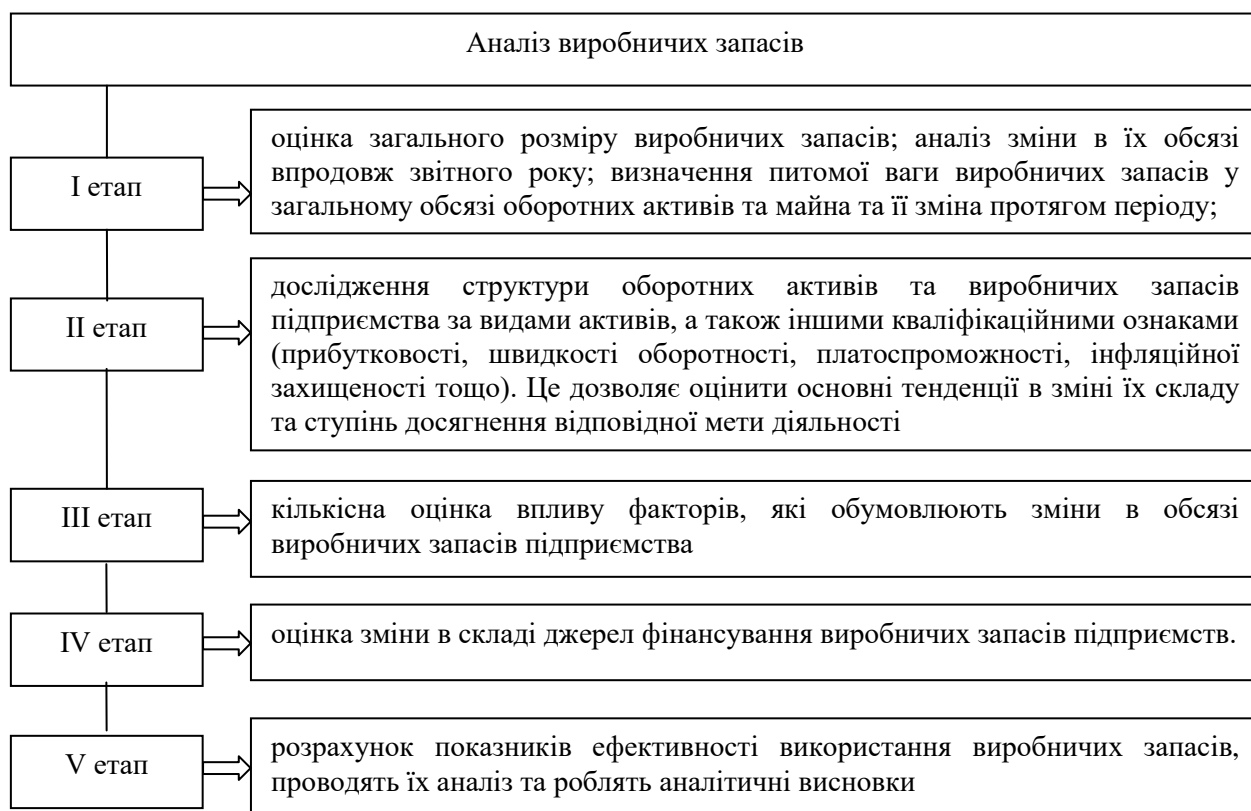 Аналіз виробничих запасів
І етап
оцінка загального розміру виробничих запасів; аналіз зміни в їх обсязі
впродовж звітного року; визначення питомої ваги виробничих запасів у
загальному обсязі оборотних активів та майна та її зміна протягом періоду;
ІІ етап
дослідження структури оборотних активів та виробничих запасів
підприємства за видами активів, а також іншими кваліфікаційними ознаками
(прибутковості, швидкості оборотності, платоспроможності, інфляційної
захищеності тощо). Це дозволяє оцінити основні тенденції в зміні їх складу
та ступінь досягнення відповідної мети діяльності
ІІІ етап
кількісна оцінка впливу факторів, які обумовлюють зміни в обсязі
виробничих запасів підприємства
IV етап
оцінка зміни в складі джерел фінансування виробничих запасів підприємств.
V етап
розрахунок показників ефективності використання виробничих запасів,
проводять їх аналіз та роблять аналітичні висновки